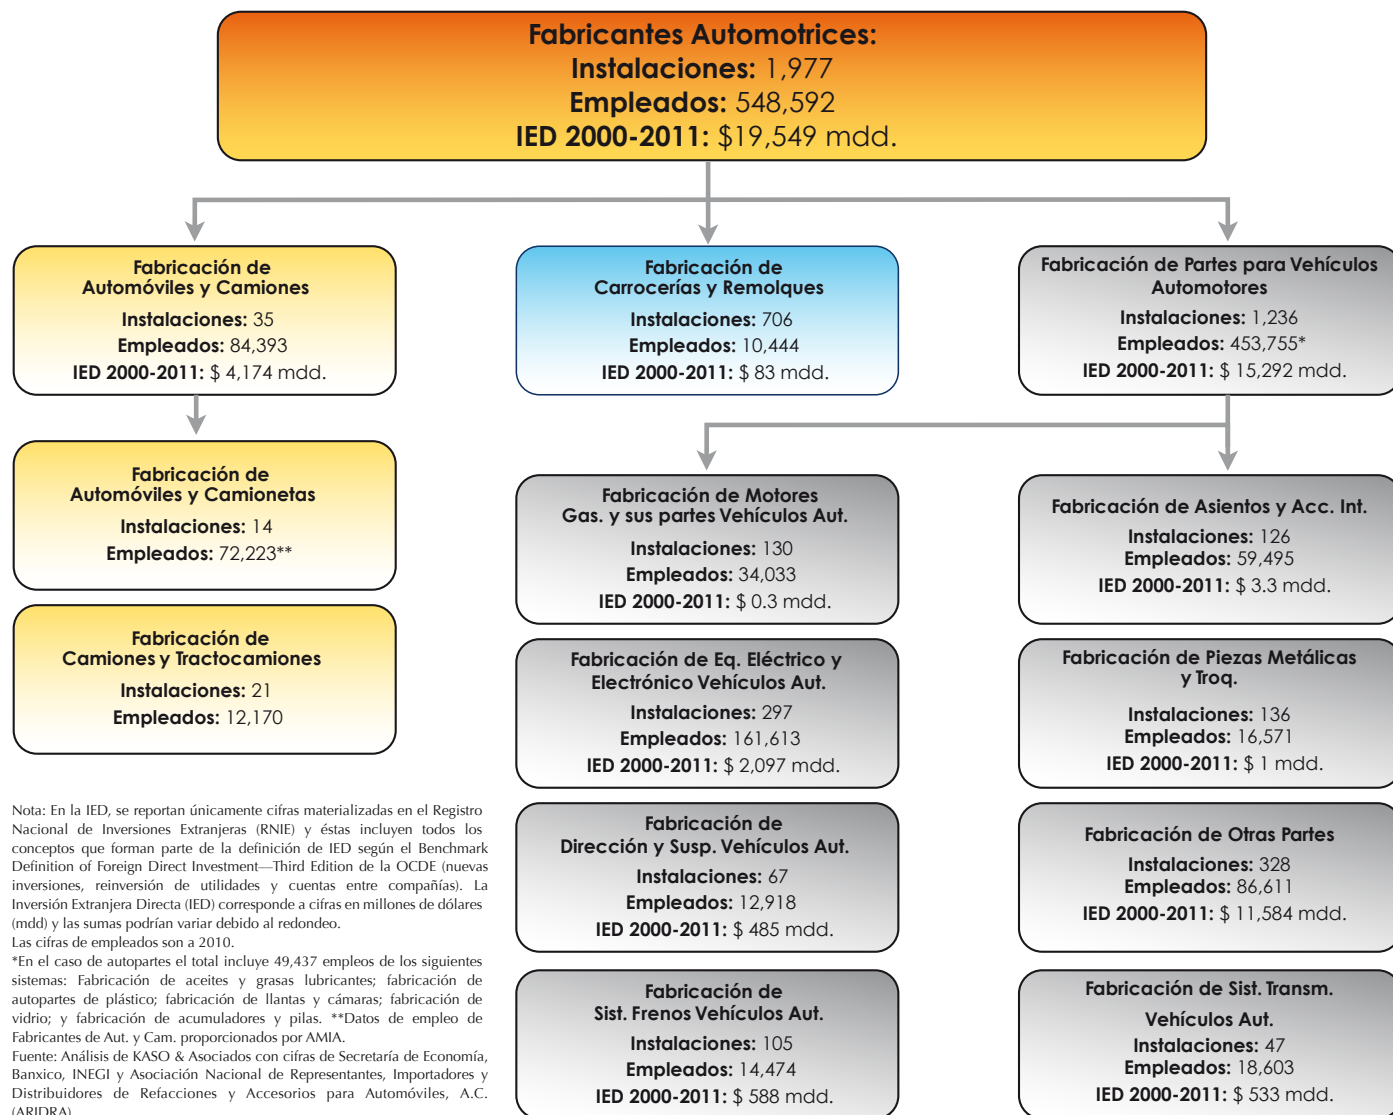 Fabricantes Automotrices:
Instalaciones: 1,977
Empleados: 548,592
IED 2000-2011: $19,549 mdd.
Fabricación de
Automóviles y Camiones
Instalaciones: 35
Empleados: 84,393
IED 2000-2011: $ 4,174 mdd.
Fabricación de
Carrocerías y Remolques
Instalaciones: 706
Empleados: 10,444
IED 2000-2011: $ 83 mdd.
Fabricación de Partes para Vehículos
Automotores
Instalaciones: 1,236
Empleados: 453,755*
IED 2000-2011: $ 15,292 mdd.
Fabricación de
Automóviles y Camionetas
Instalaciones: 14
Empleados: 72,223**
Fabricación de
Camiones y Tractocamiones
Instalaciones: 21
Empleados: 12,170
Fabricación de Motores
Gas. y sus partes Vehículos Aut.
Instalaciones: 130
Empleados: 34,033
IED 2000-2011: $ 0.3 mdd.
Fabricación de Asientos y Acc. Int.
Instalaciones: 126
Empleados: 59,495
IED 2000-2011: $ 3.3 mdd.
Fabricación de Eq. Eléctrico y
Electrónico Vehículos Aut.
Instalaciones: 297
Empleados: 161,613
IED 2000-2011: $ 2,097 mdd.
Fabricación de Piezas Metálicas
y Troq.
Instalaciones: 136
Empleados: 16,571
IED 2000-2011: $ 1 mdd.
Fabricación de
Dirección y Susp. Vehículos Aut.
Instalaciones: 67
Empleados: 12,918
IED 2000-2011: $ 485 mdd.
Fabricación de Otras Partes
Instalaciones: 328
Empleados: 86,611
IED 2000-2011: $ 11,584 mdd.
Fabricación de
Sist. Frenos Vehículos Aut.
Instalaciones: 105
Empleados: 14,474
IED 2000-2011: $ 588 mdd.
Fabricación de Sist. Transm.
Vehículos Aut.
Instalaciones: 47
Empleados: 18,603
IED 2000-2011: $ 533 mdd.
Nota: En la IED, se reportan únicamente cifras materializadas en el Registro
Nacional de Inversiones Extranjeras (RNIE) y éstas incluyen todos los
conceptos que forman parte de la definición de IED según el Benchmark
Definition of Foreign Direct Investment—Third Edition de la OCDE (nuevas
inversiones, reinversión de utilidades y cuentas entre compañías). La
Inversión Extranjera Directa (IED) corresponde a cifras en millones de dólares
(mdd) y las sumas podrían variar debido al redondeo.
Las cifras de empleados son a 2010.
*En el caso de autopartes el total incluye 49,437 empleos de los siguientes
sistemas: Fabricación de aceites y grasas lubricantes; fabricación de
autopartes de plástico; fabricación de llantas y cámaras; fabricación de
vidrio; y fabricación de acumuladores y pilas. **Datos de empleo de
Fabricantes de Aut. y Cam. proporcionados por AMIA.
Fuente: Análisis de KASO & Asociados con cifras de Secretaría de Economía,
Banxico, INEGI y Asociación Nacional de Representantes, Importadores y
Distribuidores de Refacciones y Accesorios para Automóviles, A.C.
(ARIDRA)